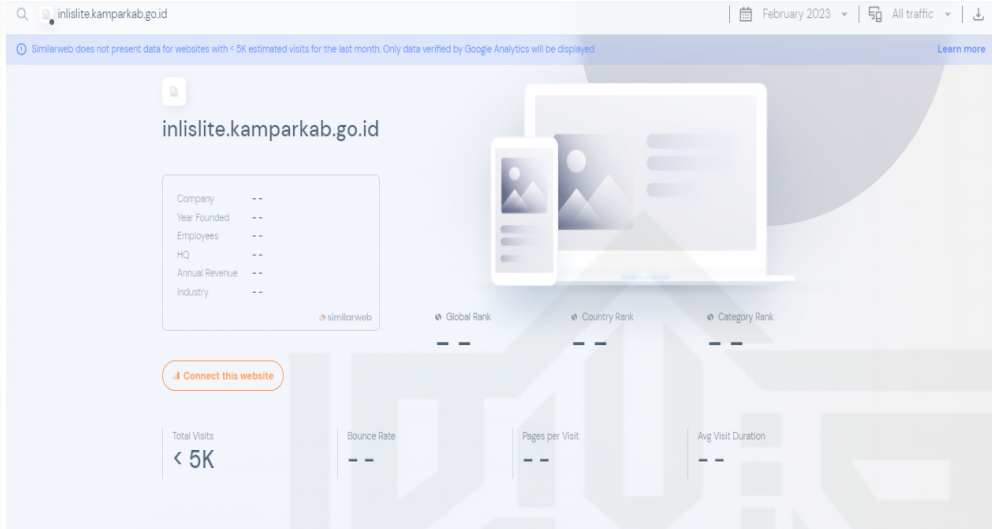 inlislite.kamparkab.go.id
February 2023
All traffic
Similarweb does not present data for websites with < 5K estimated visits for the last month. Only data verified by Google Analytics will be displayed.
Learn more
inlislite.kamparkab.go.id
Company - -
Year Founded - -
Employees - -
HQ - -
Annual Revenue - -
Industry - -
similarweb
Global Rank
- -
Country Rank
- -
Category Rank
- -
Connect this website
Total Visits
< 5K
Bounce Rate
- -
Pages per Visit
- -
Avg Visit Duration
- -